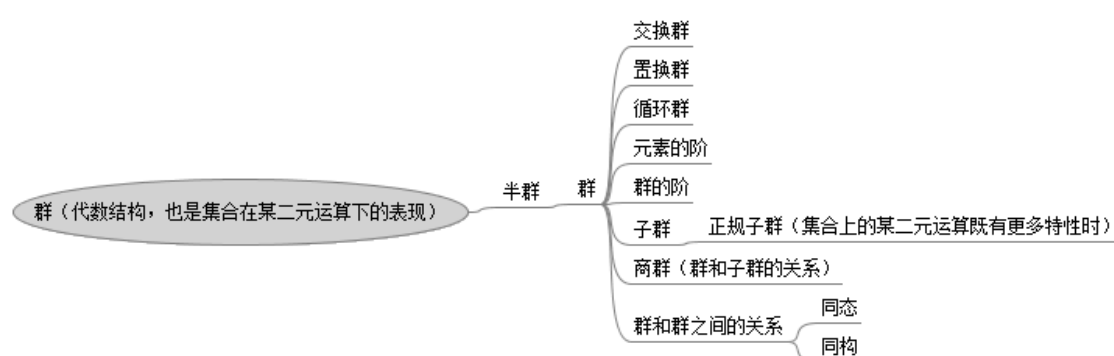 群（代数结构，也是集合在某二元运算下的表现）
半群
群
交换群
置换群
循环群
元素的阶
群的阶
子群
正规子群（集合上的某二元运算既有更多特性时）
商群（群和子群的关系）
群和群之间的关系
同态
同构